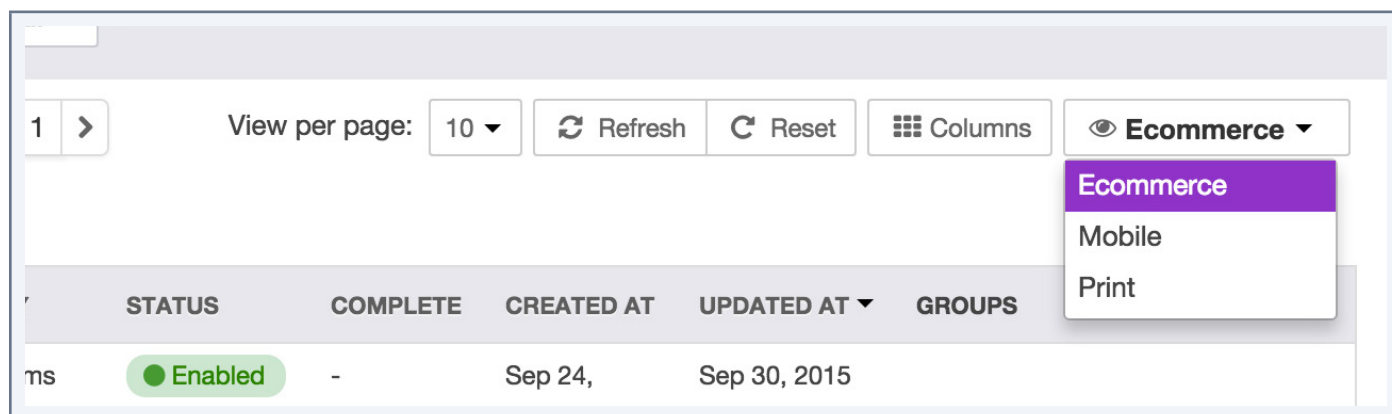 1 View per page: 10 Refresh Reset Columns Ecommerce
Ecommerce
Mobile
Print
STATUS COMPLETE CREATED AT UPDATED AT GROUPS
ms Enabled - Sep 24, Sep 30, 2015